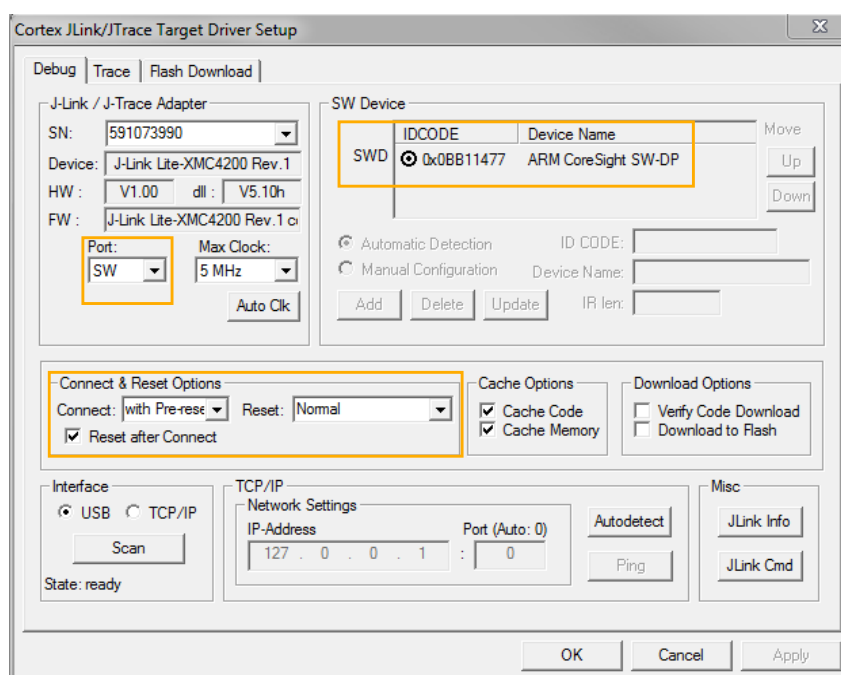 Cortex JLink/JTrace Target Driver Setup
Debug Trace Flash Download
J-Link / J-Trace Adapter
SN: 591073990
Device: J-Link Lite-XMC4200 Rev.1
HW : V1.00 dll : V5.10h
FW : J-Link Lite-XMC4200 Rev.1 c
Port: Max Clock:
SW 5 MHz
Auto Clk
SW Device
IDCODE Device Name
SWD 0x0BB11477 ARM CoreSight SW-DP
Move
Up
Down
Automatic Detection ID CODE:
Manual Configuration Device Name:
Add Delete Update IR len:
Connect & Reset Options
Connect: with Pre-rese Reset: Normal
Reset after Connect
Cache Options
Cache Code
Cache Memory
Download Options
Verify Code Download
Download to Flash
Interface
USB TCP/IP
Scan
State: ready
TCP/IP
Network Settings
IP-Address Port (Auto: 0)
127 . 0 . 0 . 1 : 0
Autodetect
Ping
Misc
JLink Info
JLink Cmd
OK Cancel Apply